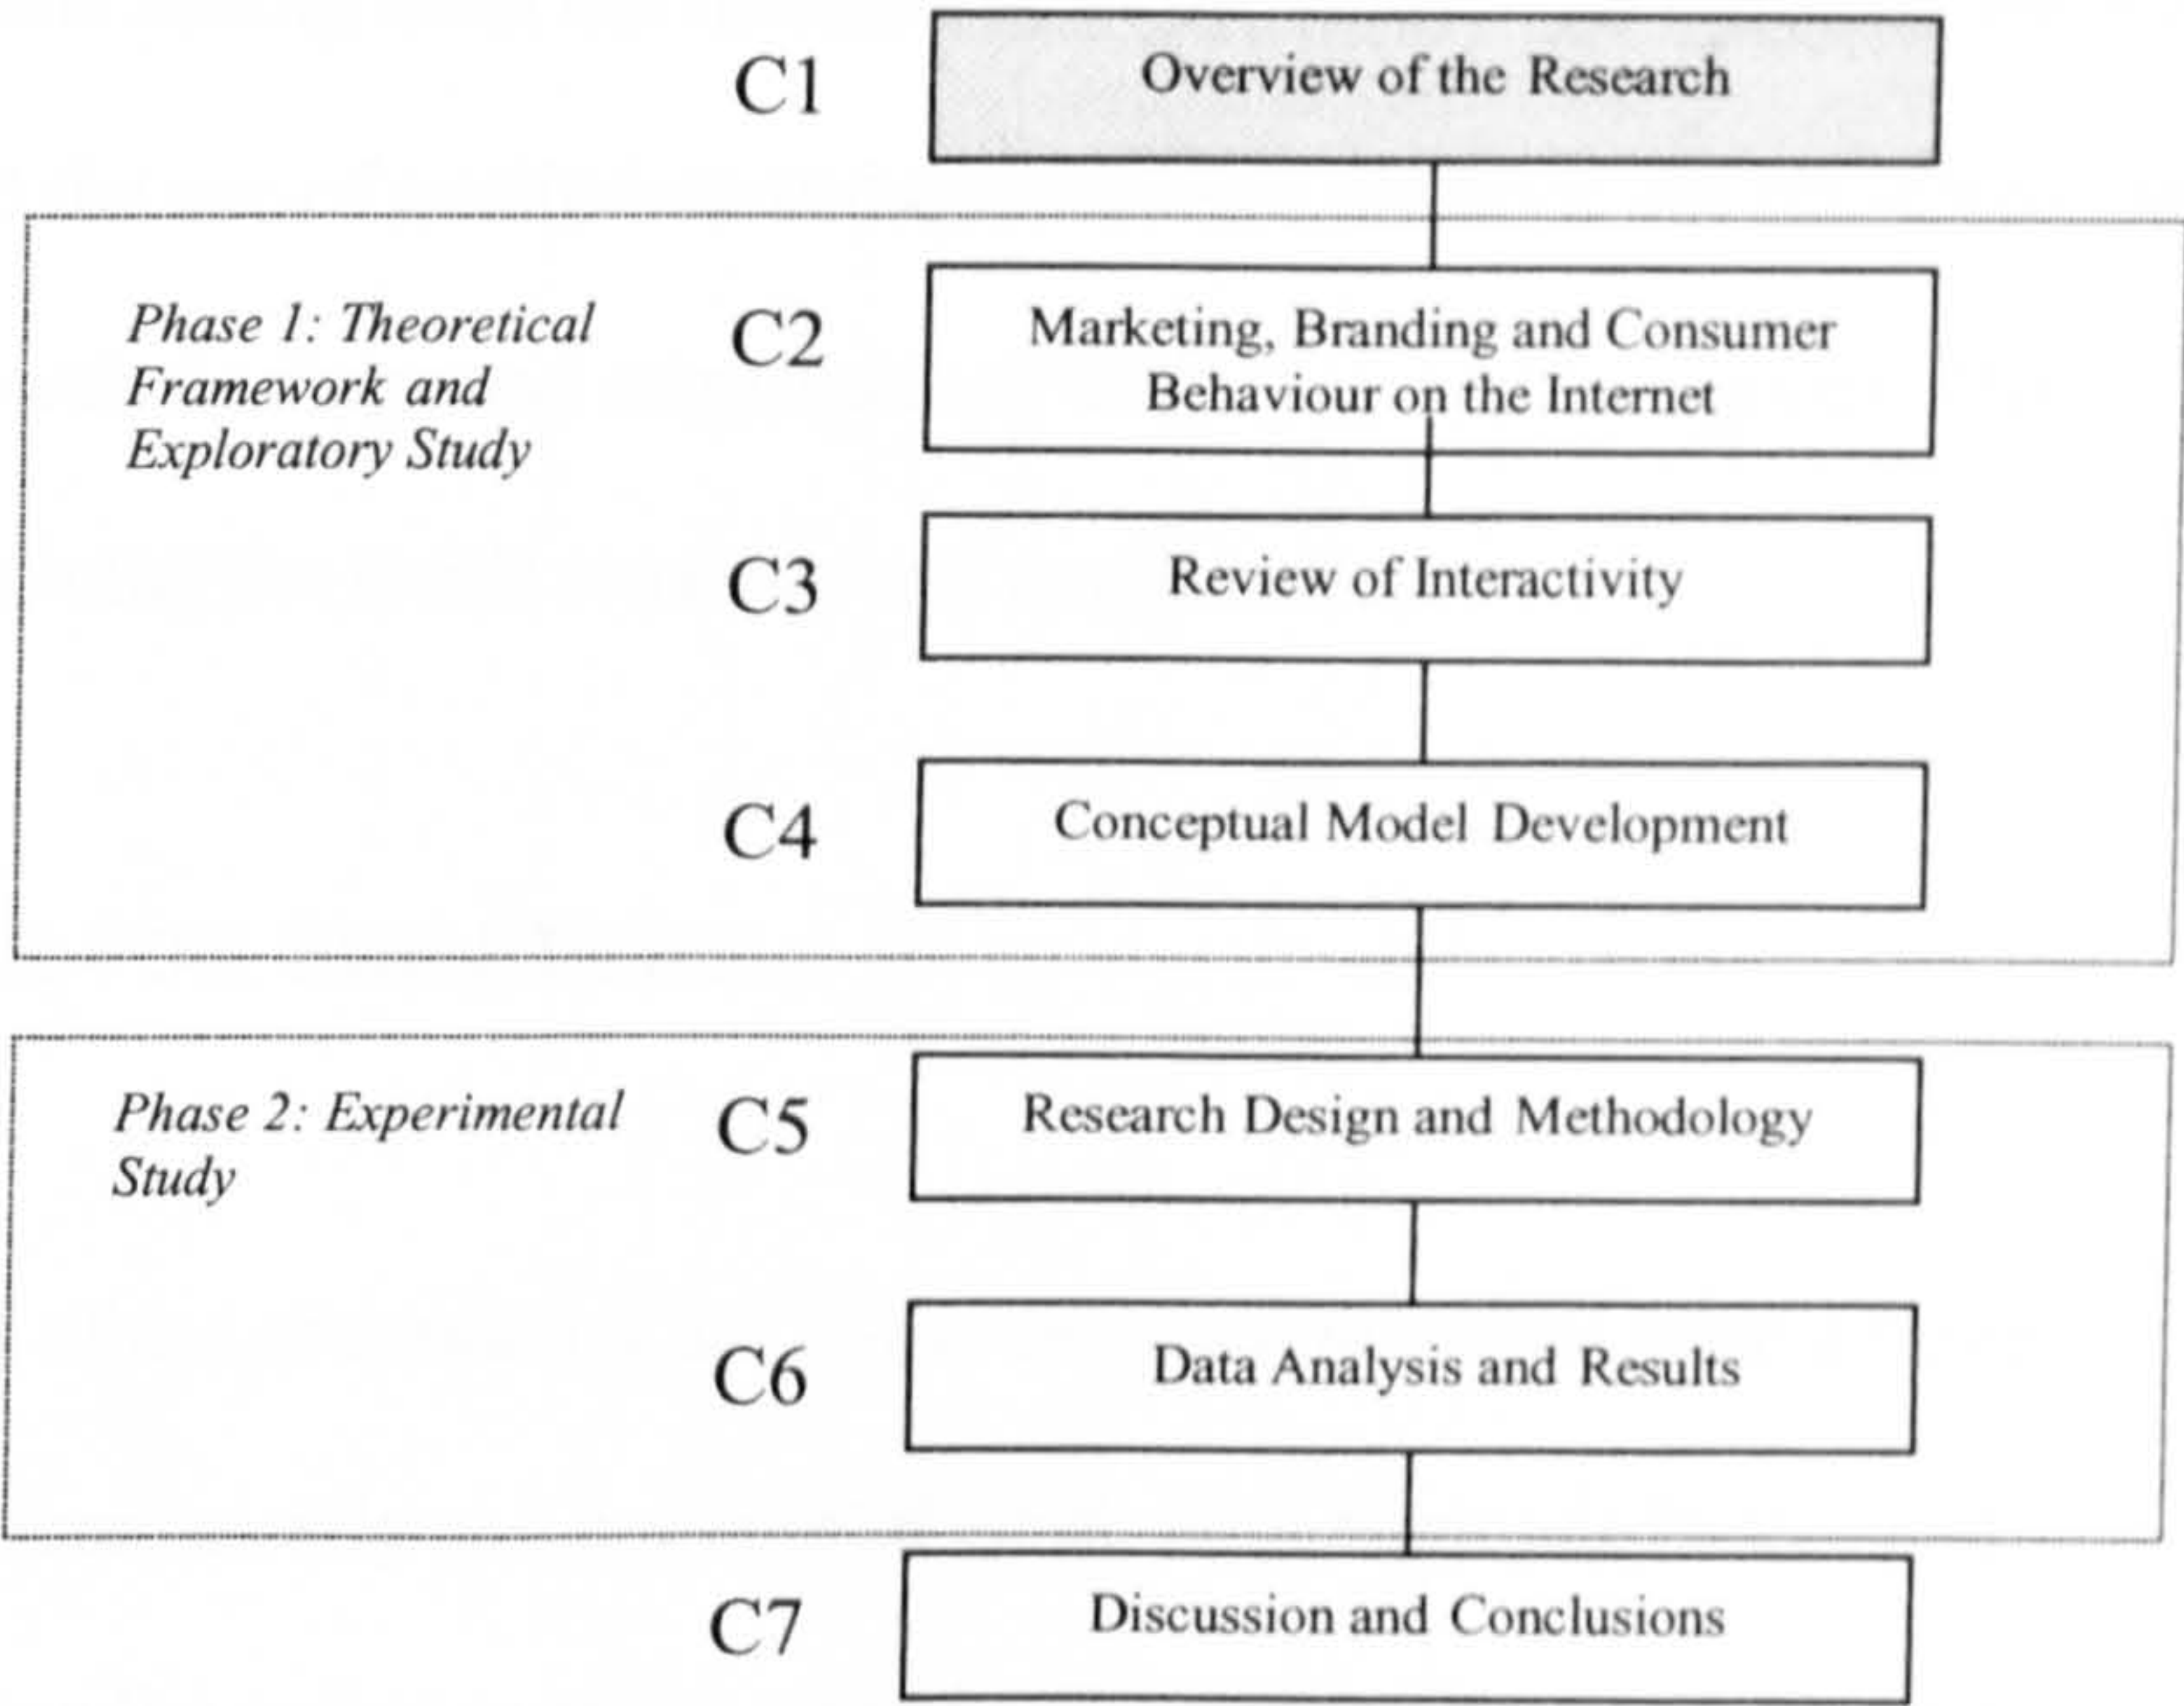 C1
Overview of the Research
Phase 1: Theoretical
Framework and
Exploratory Study
C2
Marketing, Branding and Consumer
Behaviour on the Internet
C3
Review of Interactivity
C4
Conceptual Model Development
Phase 2: Experimental
Study
C5
Research Design and Methodology
C6
Data Analysis and Results
C7
Discussion and Conclusions